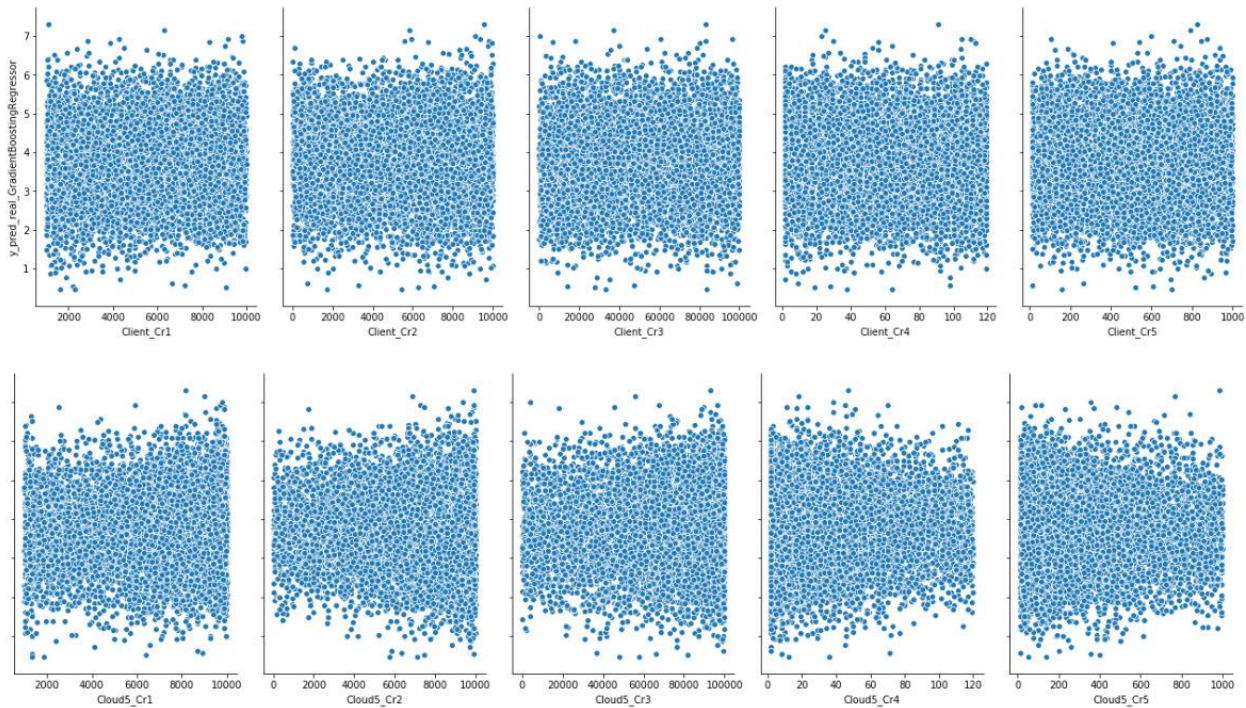 y_pred_real_GradientBoostingRegressor
7
6
5
4
3
2
1
2000 4000 6000 8000 10000
Client_Cr1
0 2000 4000 6000 8000 10000
Client_Cr2
0 20000 40000 60000 80000 100000
Client_Cr3
0 20 40 60 80 100 120
Client_Cr4
0 200 400 600 800 1000
Client_Cr5
2000 4000 6000 8000 10000
Cloud5_Cr1
0 2000 4000 6000 8000 10000
Cloud5_Cr2
0 20000 40000 60000 80000 100000
Cloud5_Cr3
0 20 40 60 80 100 120
Cloud5_Cr4
0 200 400 600 800 1000
Cloud5_Cr5